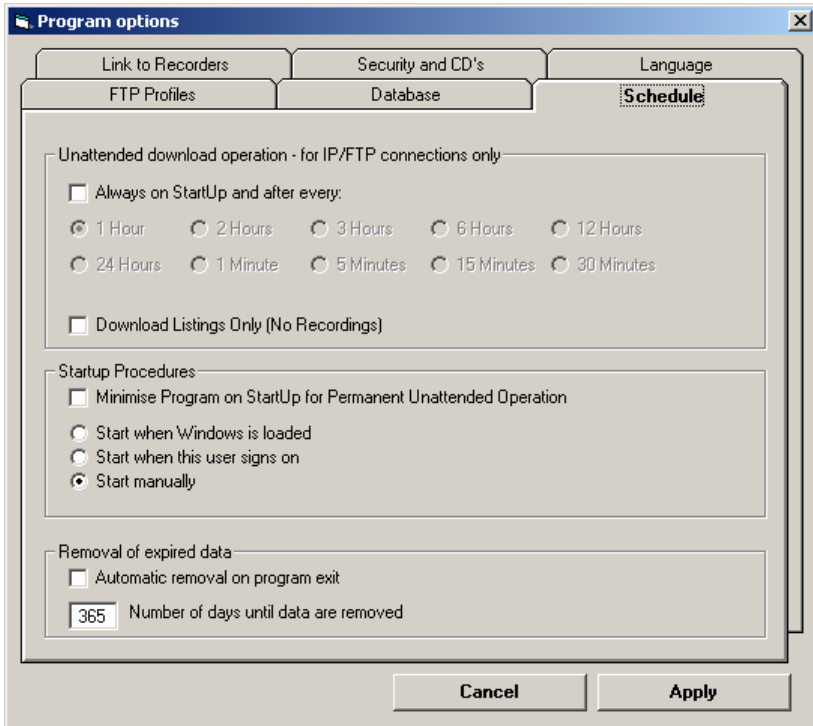 Program options
Link to Recorders Security and CD's Language
FTP Profiles Database Schedule
Unattended download operation - for IP/FTP connections only
Always on StartUp and after every:
1 Hour 2 Hours 3 Hours 6 Hours 12 Hours
24 Hours 1 Minute 5 Minutes 15 Minutes 30 Minutes
Download Listings Only (No Recordings)
Startup Procedures
Minimise Program on StartUp for Permanent Unattended Operation
Start when Windows is loaded
Start when this user signs on
Start manually
Removal of expired data
Automatic removal on program exit
365 Number of days until data are removed
Cancel Apply